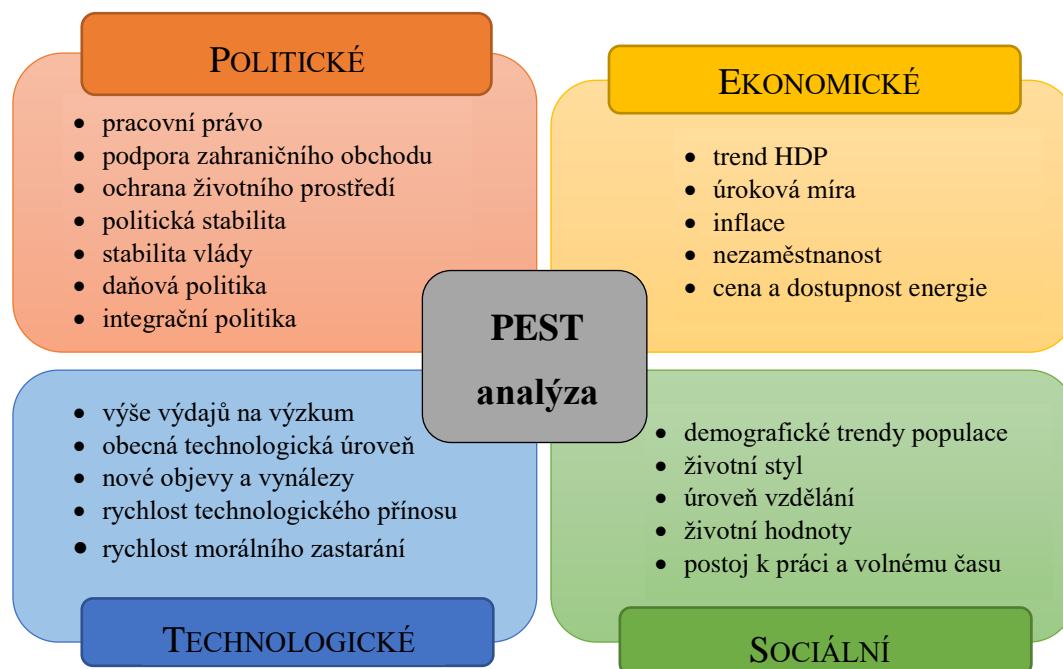 POLITICKÉ
pracovní právo
podpora zahraničního obchodu
ochrana životního prostředí
politická stabilita
stabilita vlády
daňová politika
integrační politika
EKONOMICKÉ
trend HDP
úroková míra
inflace
nezaměstnanost
cena a dostupnost energie
PEST
analýza
výše výdajů na výzkum
obecná technologická úroveň
nové objevy a vynálezy
rychlost technologického přínosu
rychlost morálního zastarání
TECHNOLOGICKÉ
demografické trendy populace
životní styl
úroveň vzdělání
životní hodnoty
postoj k práci a volnému času
SOCIÁLNÍ